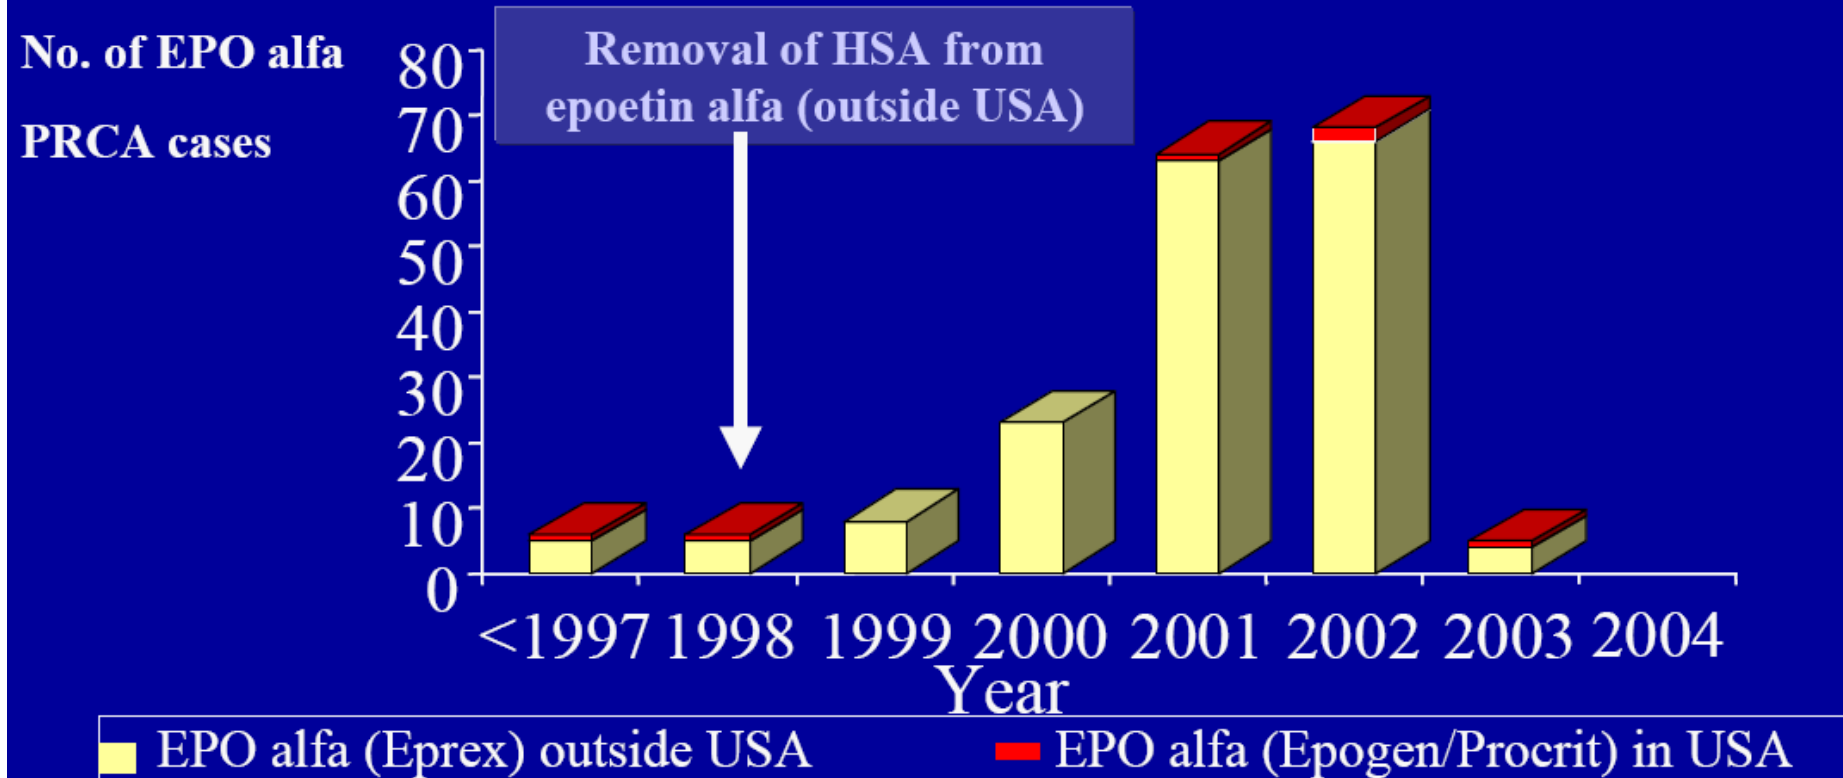 No. of EPO alfa
PRCA cases
Removal of HSA from
epoetin alfa (outside USA)
80
70
60
50
40
30
20
10
0
<1997 1998 1999 2000 2001 2002 2003 2004
Year
EPO alfa (Eprex) outside USA EPO alfa (Epogen/Procrit) in USA